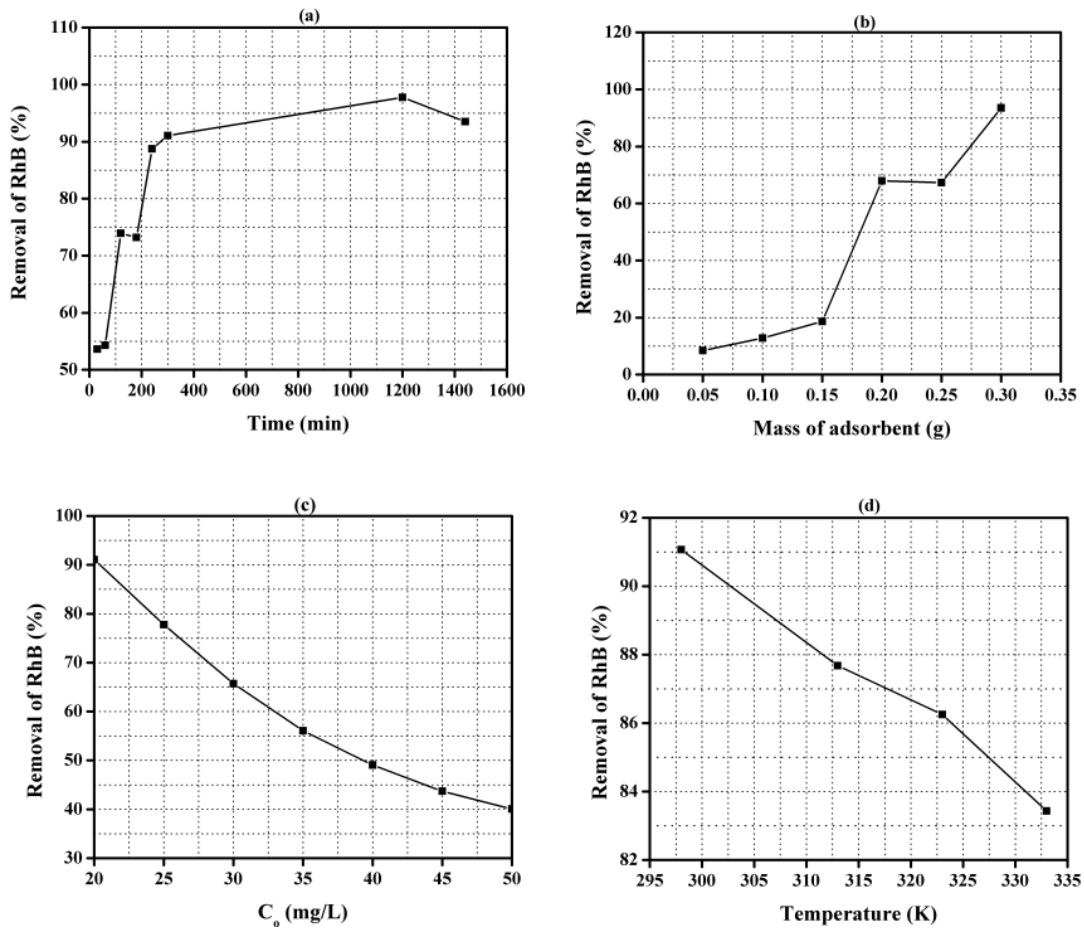 (a)
110
100
90
80
70
60
50
Removal of RhB (%)
0 200 400 600 800 1000 1200 1400 1600
Time (min)
(b)
120
100
80
60
40
20
0
Removal of RhB (%)
0.00 0.05 0.10 0.15 0.20 0.25 0.30 0.35
Mass of adsorbent (g)
(c)
100
90
80
70
60
50
40
30
Removal of RhB (%)
20 25 30 35 40 45 50
Cₒ (mg/L)
(d)
92
90
88
86
84
82
Removal of RhB (%)
295 300 305 310 315 320 325 330 335
Temperature (K)